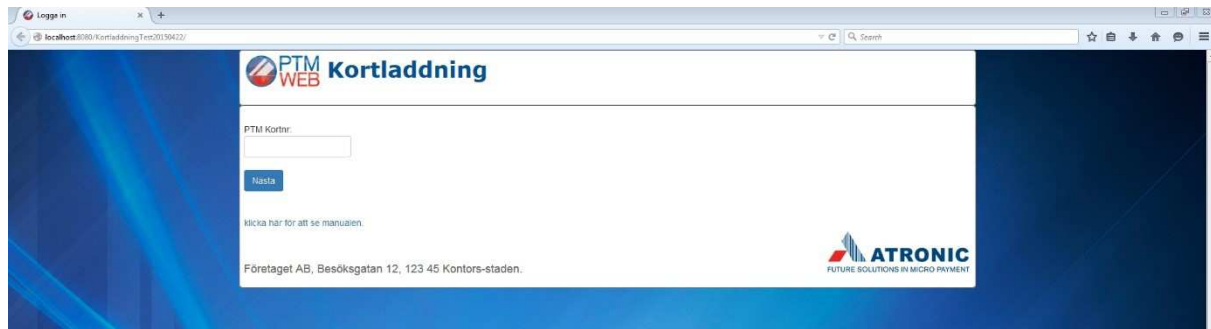 Logga in
localhost:8080/KortladdningTest20150422/
Search
PTM
WEB Kortladdning
PTM Kortnr:
Nästa
klicka här för att se manualen.
ATRONIC
FUTURE SOLUTIONS IN MICRO PAYMENT
Företaget AB, Besöksgatan 12, 123 45 Kontors-staden.